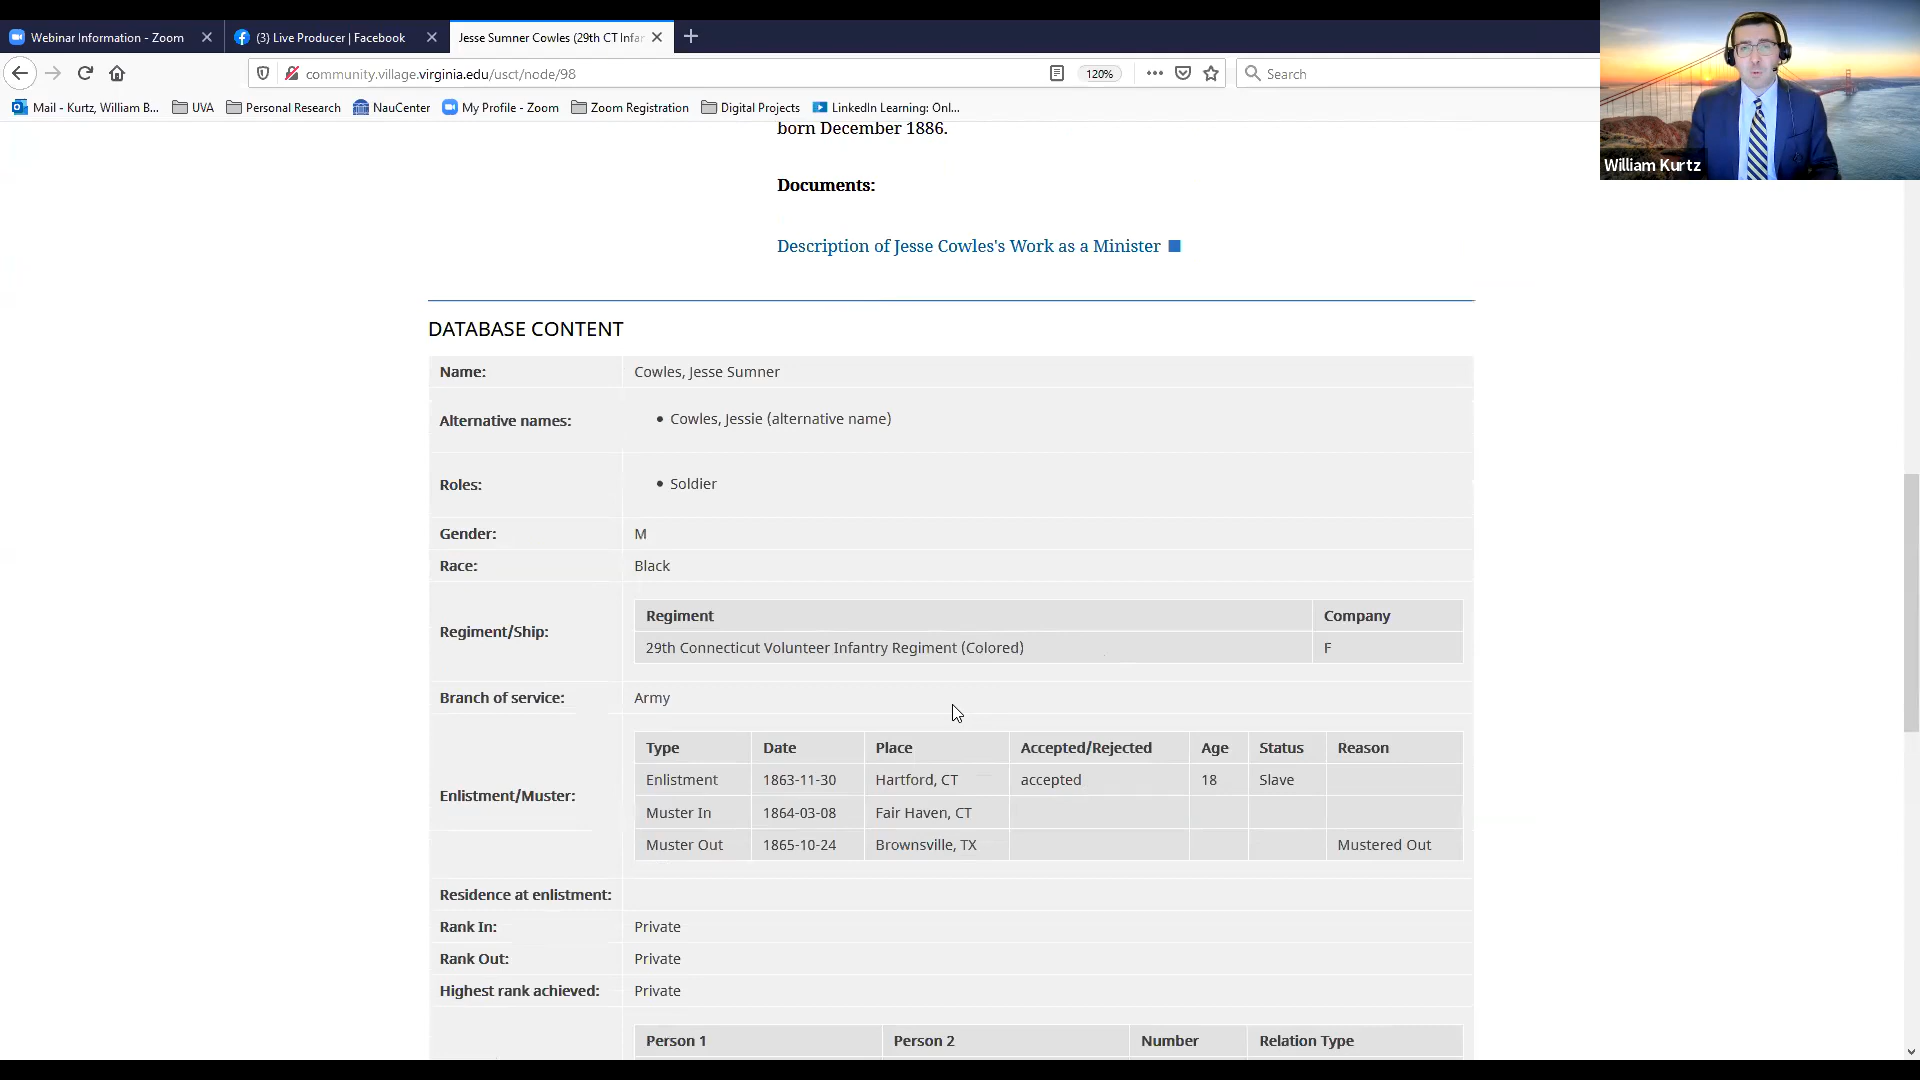 Webinar Information - Zoom
(3) Live Producer | Facebook
Jesse Sumner Cowles (29th CT Infan
community.village.virginia.edu/usct/node/98
120%
Search
Mail - Kurtz, William B...
UVA
Personal Research
NauCenter
My Profile - Zoom
Zoom Registration
Digital Projects
LinkedIn Learning: Onl...
William Kurtz
born December 1886.
Documents:
Description of Jesse Cowles's Work as a Minister
DATABASE CONTENT
Name: Cowles, Jesse Sumner
Alternative names: • Cowles, Jessie (alternative name)
Roles: • Soldier
Gender: M
Race: Black
Regiment Company
Regiment/Ship:
29th Connecticut Volunteer Infantry Regiment (Colored) F
Branch of service: Army
Type Date Place Accepted/Rejected Age Status Reason
Enlistment 1863-11-30 Hartford, CT accepted 18 Slave
Enlistment/Muster:
Muster In 1864-03-08 Fair Haven, CT
Muster Out 1865-10-24 Brownsville, TX Mustered Out
Residence at enlistment:
Rank In: Private
Rank Out: Private
Highest rank achieved: Private
Person 1 Person 2 Number Relation Type